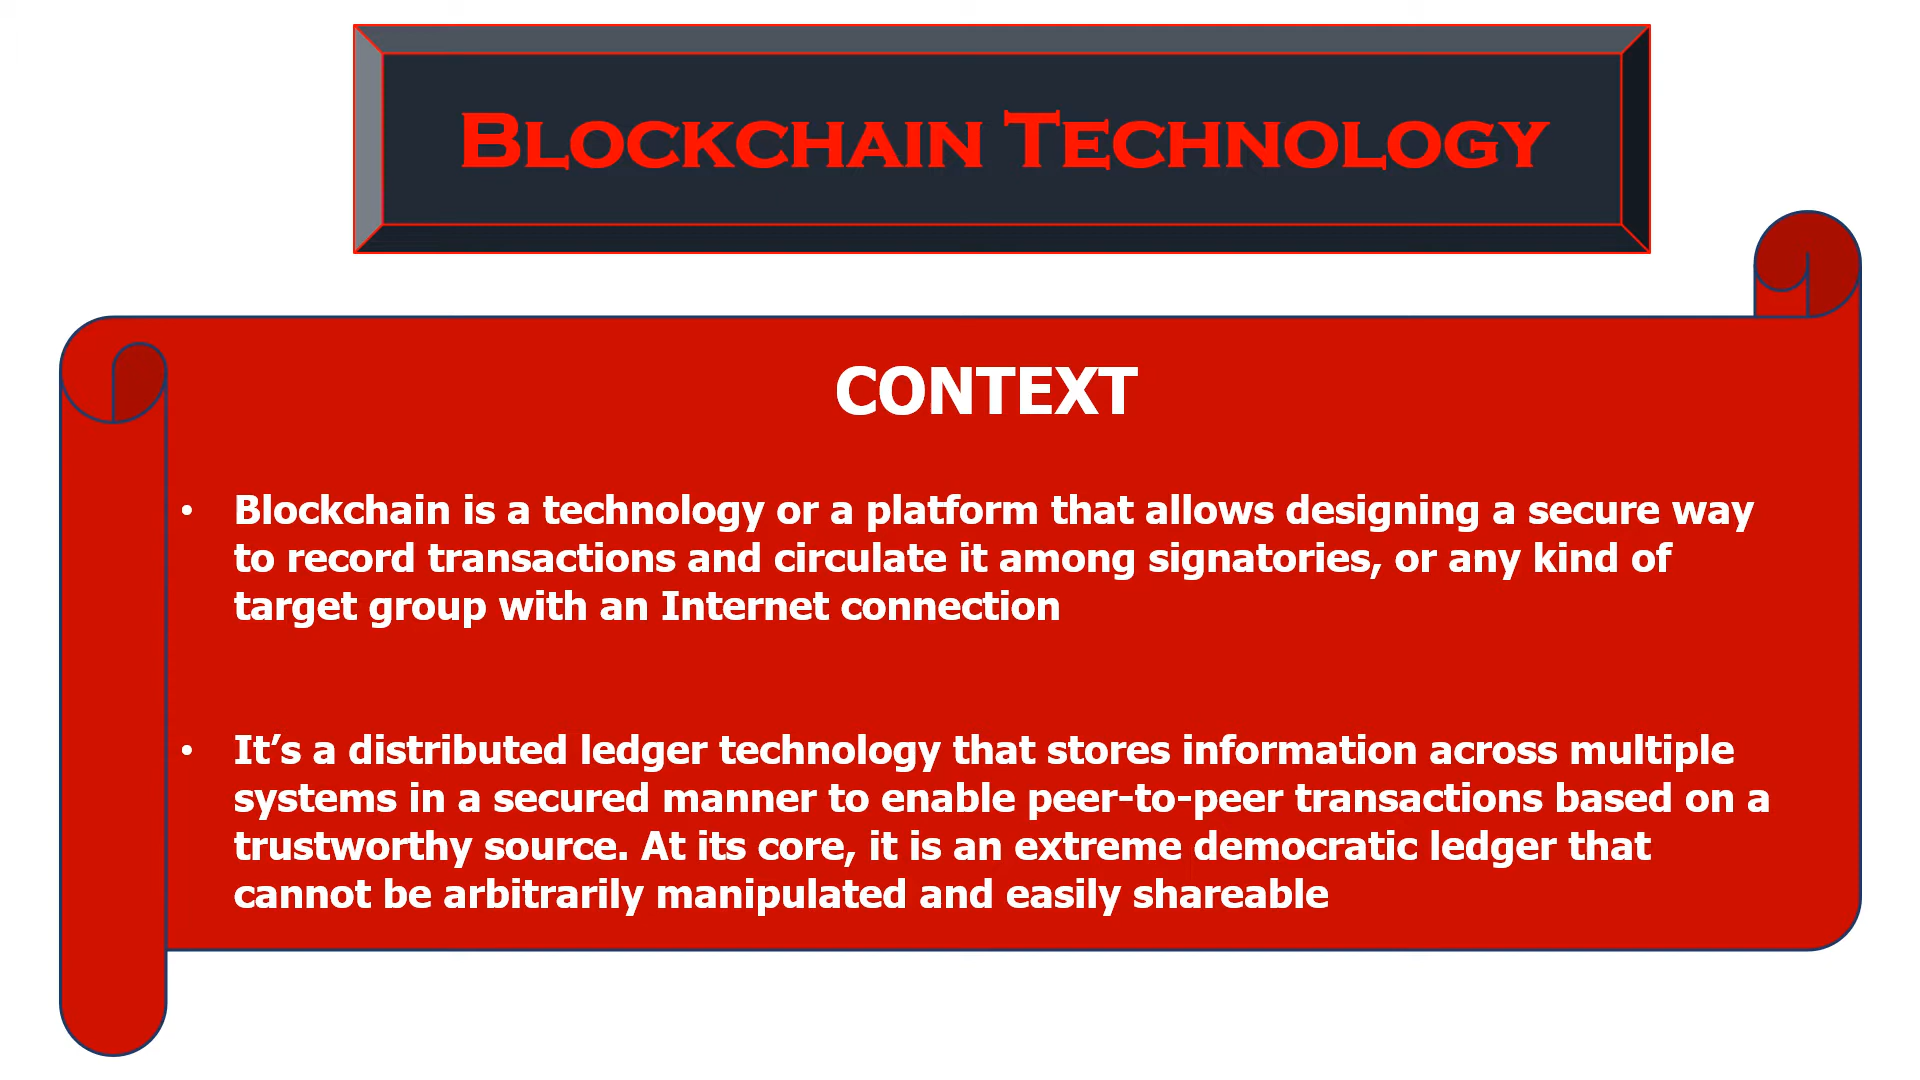 Blockchain Technology
CONTEXT
• Blockchain is a technology or a platform that allows designing a secure way
to record transactions and circulate it among signatories, or any kind of
target group with an Internet connection
• It’s a distributed ledger technology that stores information across multiple
systems in a secured manner to enable peer-to-peer transactions based on a
trustworthy source. At its core, it is an extreme democratic ledger that
cannot be arbitrarily manipulated and easily shareable